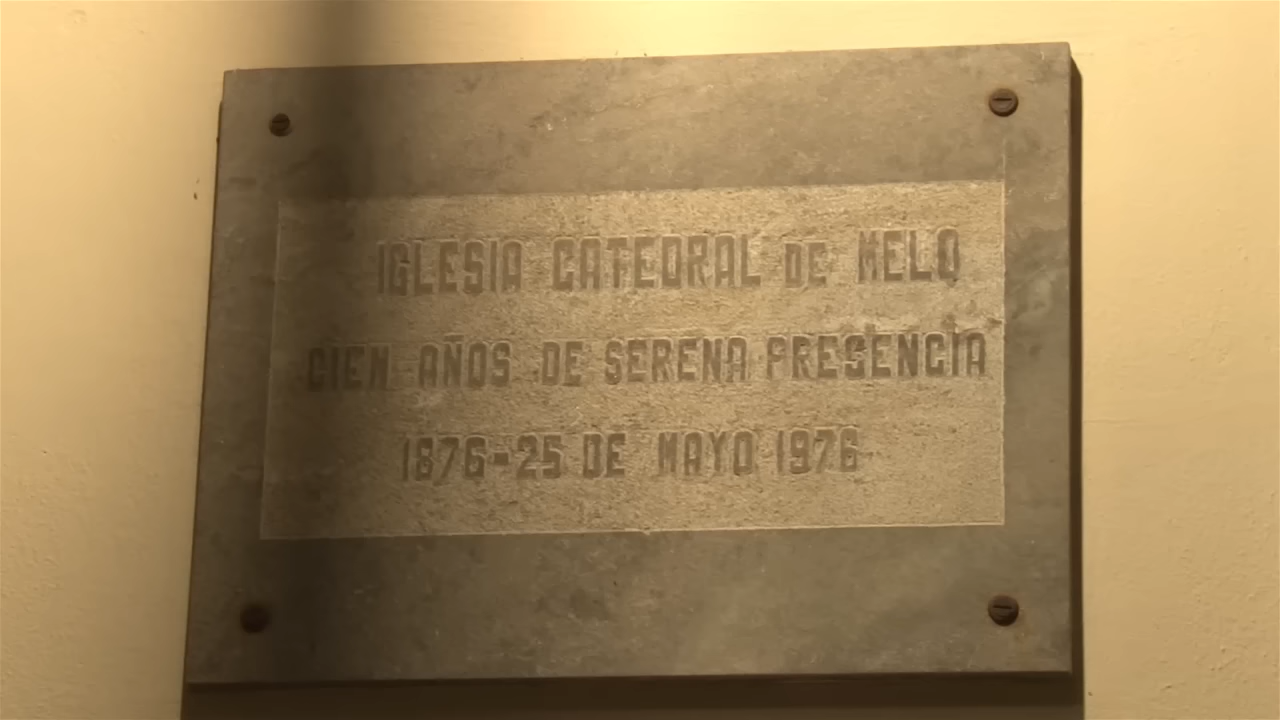 IGLESIA CATEDRAL DE MELO
CIEN AÑOS DE SERENA PRESENCIA
1876-25 DE MAYO 1976